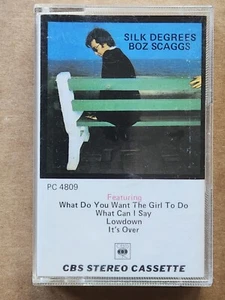 SILK DEGREES
BOZ SCAGGS
PC 4809
Featuring
What Do You Want The Girl To Do
What Can I Say
Lowdown
It's Over
CBS STEREO CASSETTE